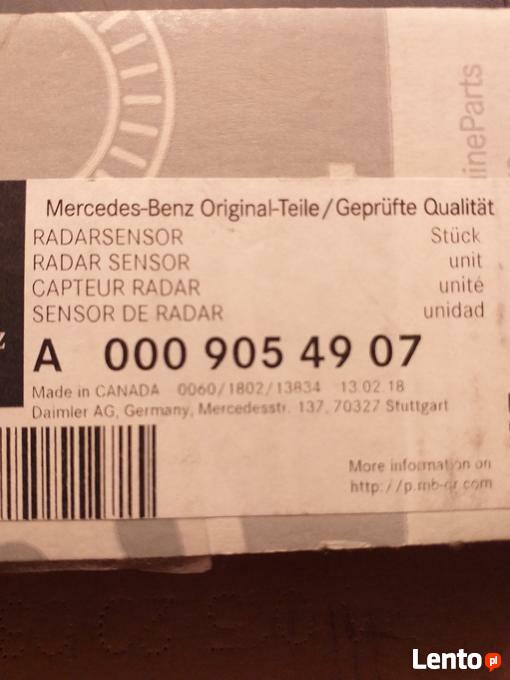 ineParts
Mercedes-Benz Original-Teile/Geprüfte Qualität
RADARSENSOR Stück
RADAR SENSOR unit
CAPTEUR RADAR unité
SENSOR DE RADAR unidad
z
A 000 905 49 07
Made in CANADA 0060/1802/13834 13.02.18
Daimler AG, Germany, Mercedesstr. 137, 70327 Stuttgart
More information on
http://p.mb-qr.com
Lento pl